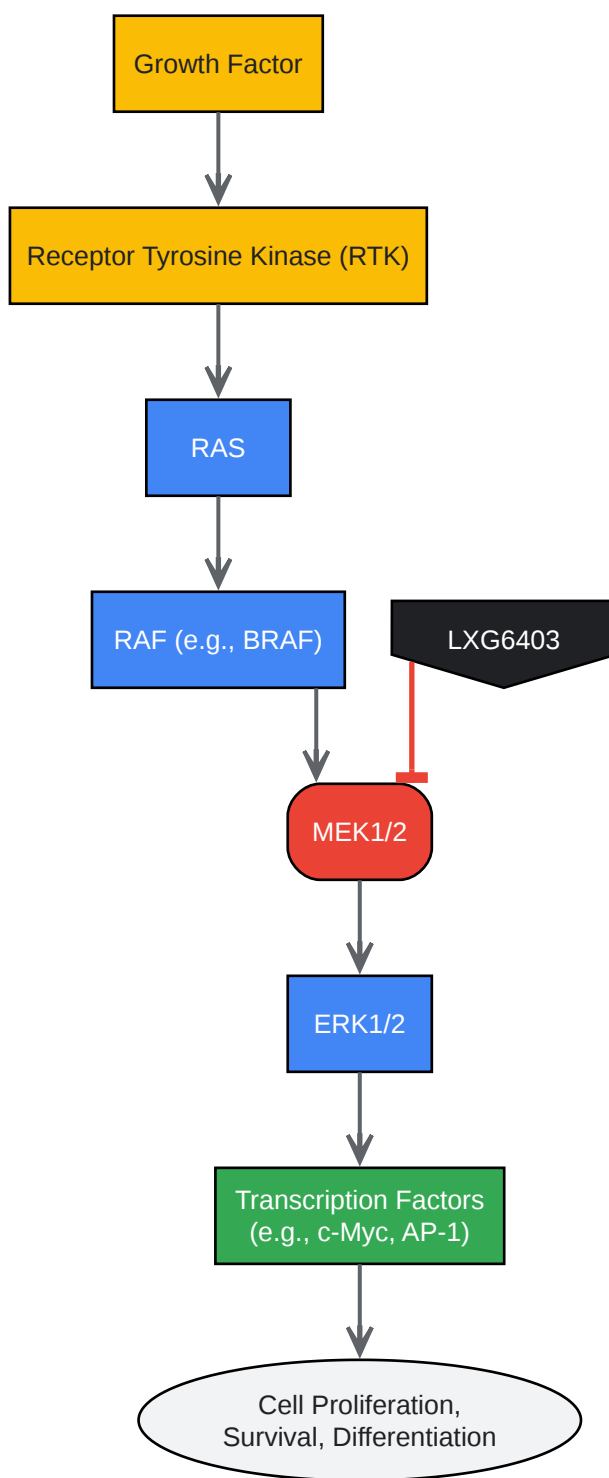 Growth Factor
Receptor Tyrosine Kinase (RTK)
RAS
RAF (e.g., BRAF)
LXG6403
MEK1/2
ERK1/2
Transcription Factors
(e.g., c-Myc, AP-1)
Cell Proliferation,
Survival, Differentiation